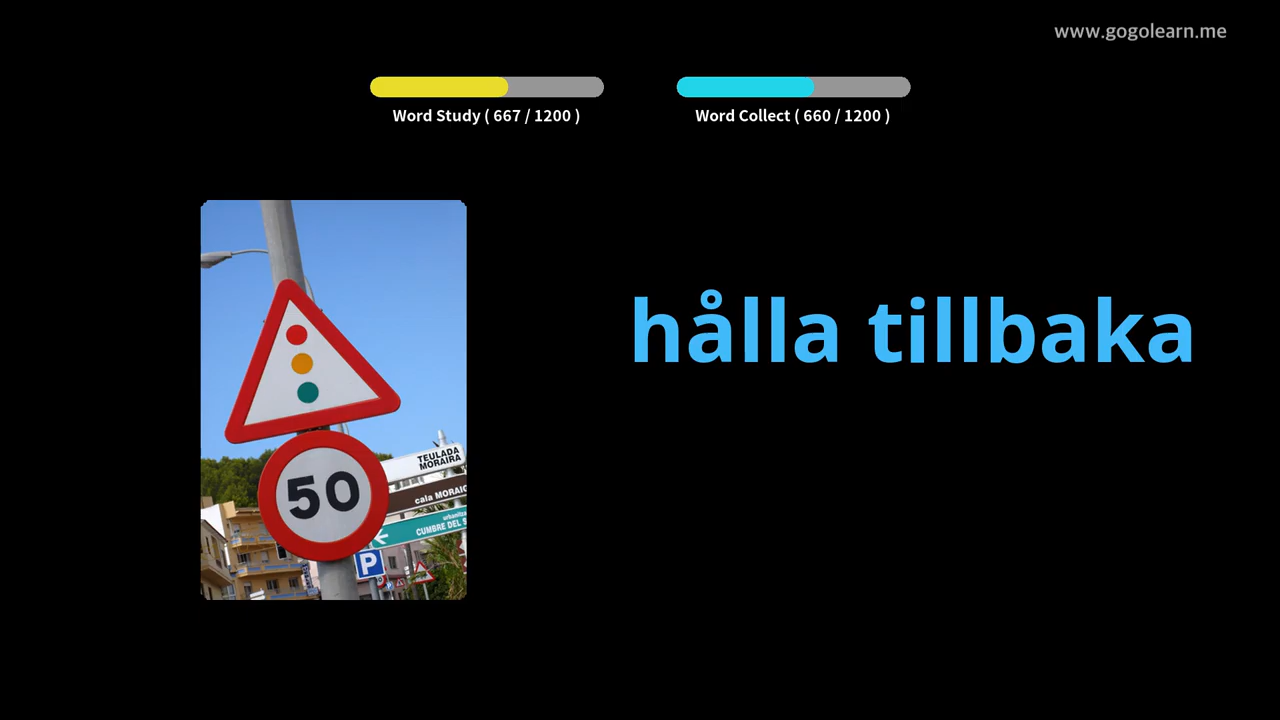 www.gogolearn.me
Word Study ( 667 / 1200 )
Word Collect ( 660 / 1200 )
hålla tillbaka
50
TEULADA
MORAIRA
cala MORAIG
CUMBRE DEL S
P